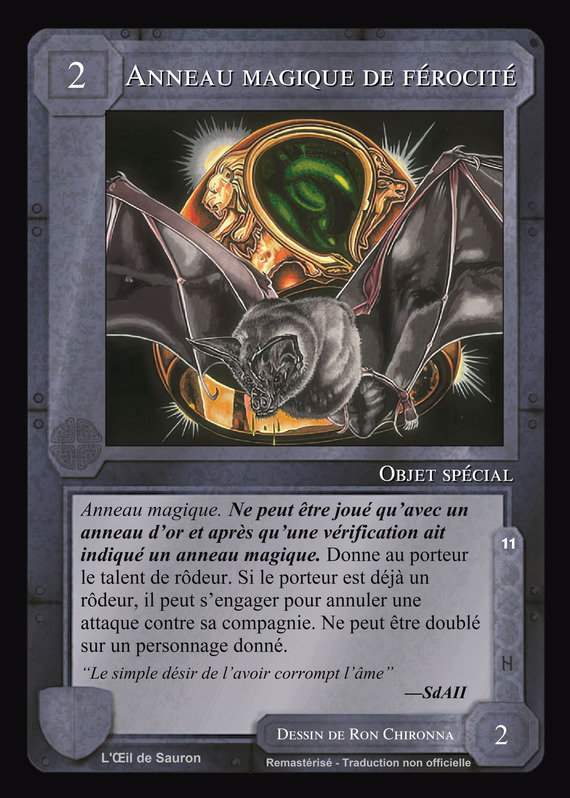 2
ANNEAU MAGIQUE DE FÉROCITÉ
OBJET SPÉCIAL
Anneau magique. Ne peut être joué qu'avec un
anneau d'or et après qu'une vérification ait
indiqué un anneau magique. Donne au porteur
le talent de rôdeur. Si le porteur est déjà un
rôdeur, il peut s'engager pour annuler une
attaque contre sa compagnie. Ne peut être doublé
sur un personnage donné.
11
“Le simple désir de l'avoir corrompt l'âme”
—SdAII
DESSIN DE RON CHIRONNA
2
L'Œil de Sauron
Remastérisé - Traduction non officielle